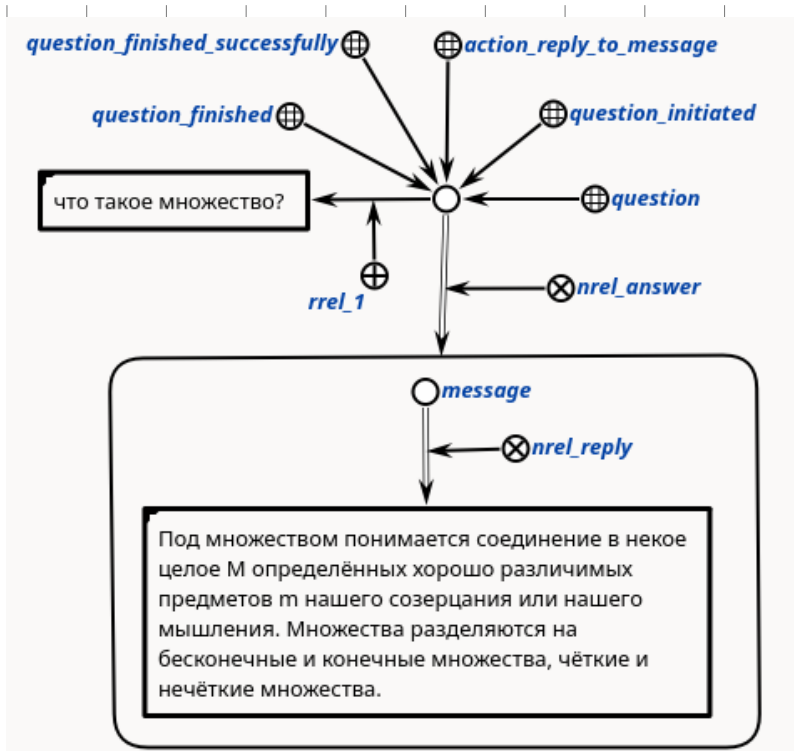 question_finished_successfully
action_reply_to_message
question_finished
question_initiated
что такое множество?
question
rrel_1
nrel_answer
message
nrel_reply
Под множеством понимается соединение в некое
целое М определённых хорошо различимых
предметов m нашего созерцания или нашего
мышления. Множества разделяются на
бесконечные и конечные множества, чёткие и
нечёткие множества.